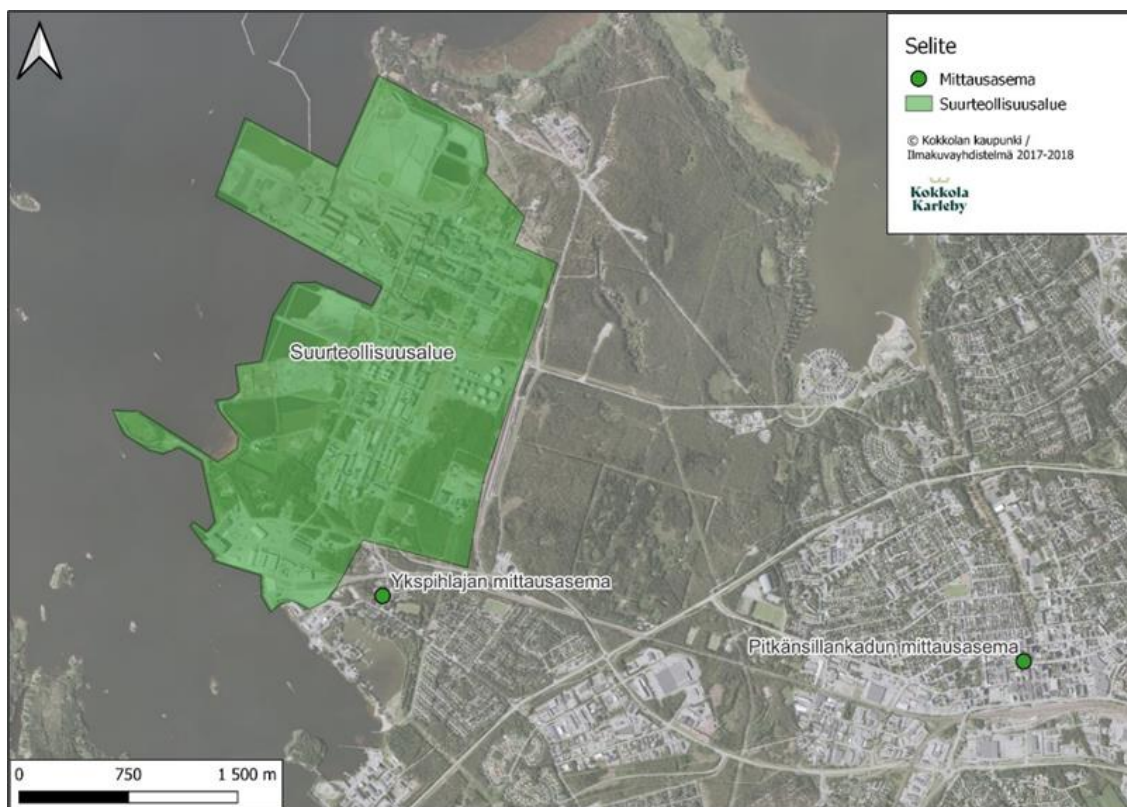 Selite
Mittausasema
Suurteollisuusalue
© Kokkolan kaupunki /
Ilmakuvayhdistelmä 2017-2018
Kokkola
Karleby
Suurteollisuusalue
Ykspihlajan mittausasema
Pitkänsillankadun mittausasema
0 750 1 500 m